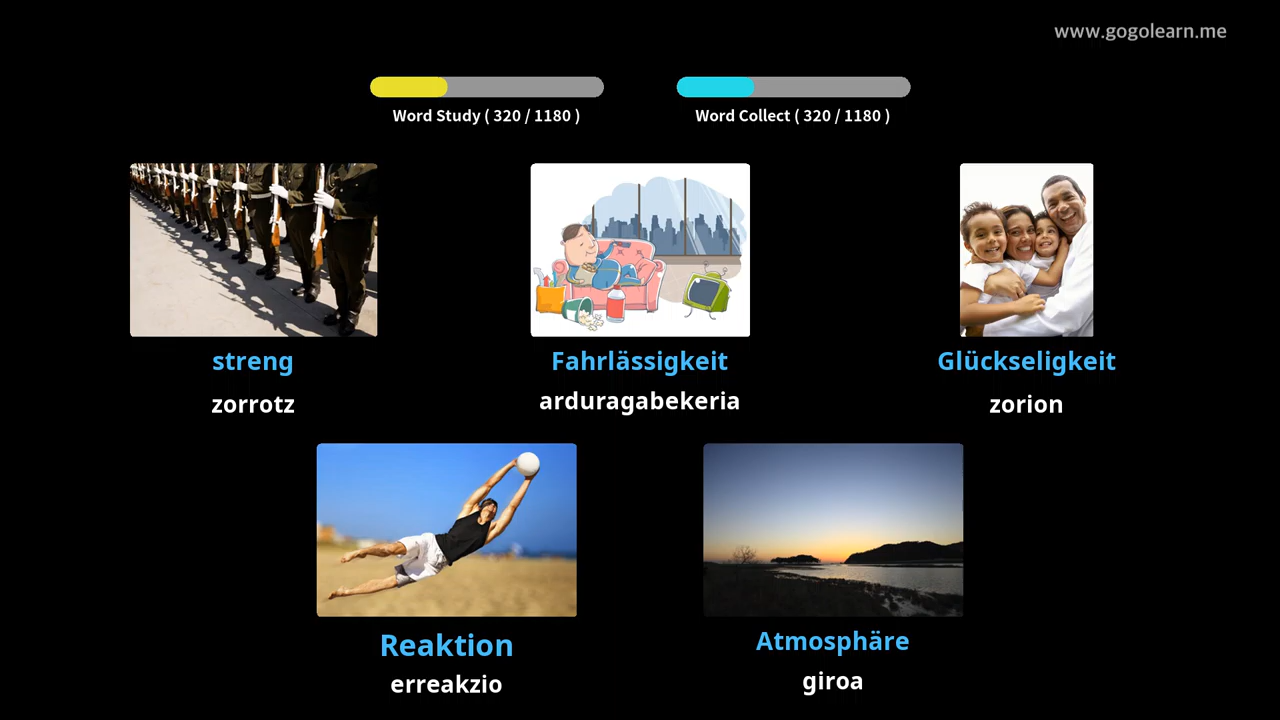 www.gogolearn.me
Word Study ( 320 / 1180 )
Word Collect ( 320 / 1180 )
streng
zorrotz
Fahrlässigkeit
arduragabekeria
Glückseligkeit
zorion
Reaktion
erreakzio
Atmosphäre
giroa